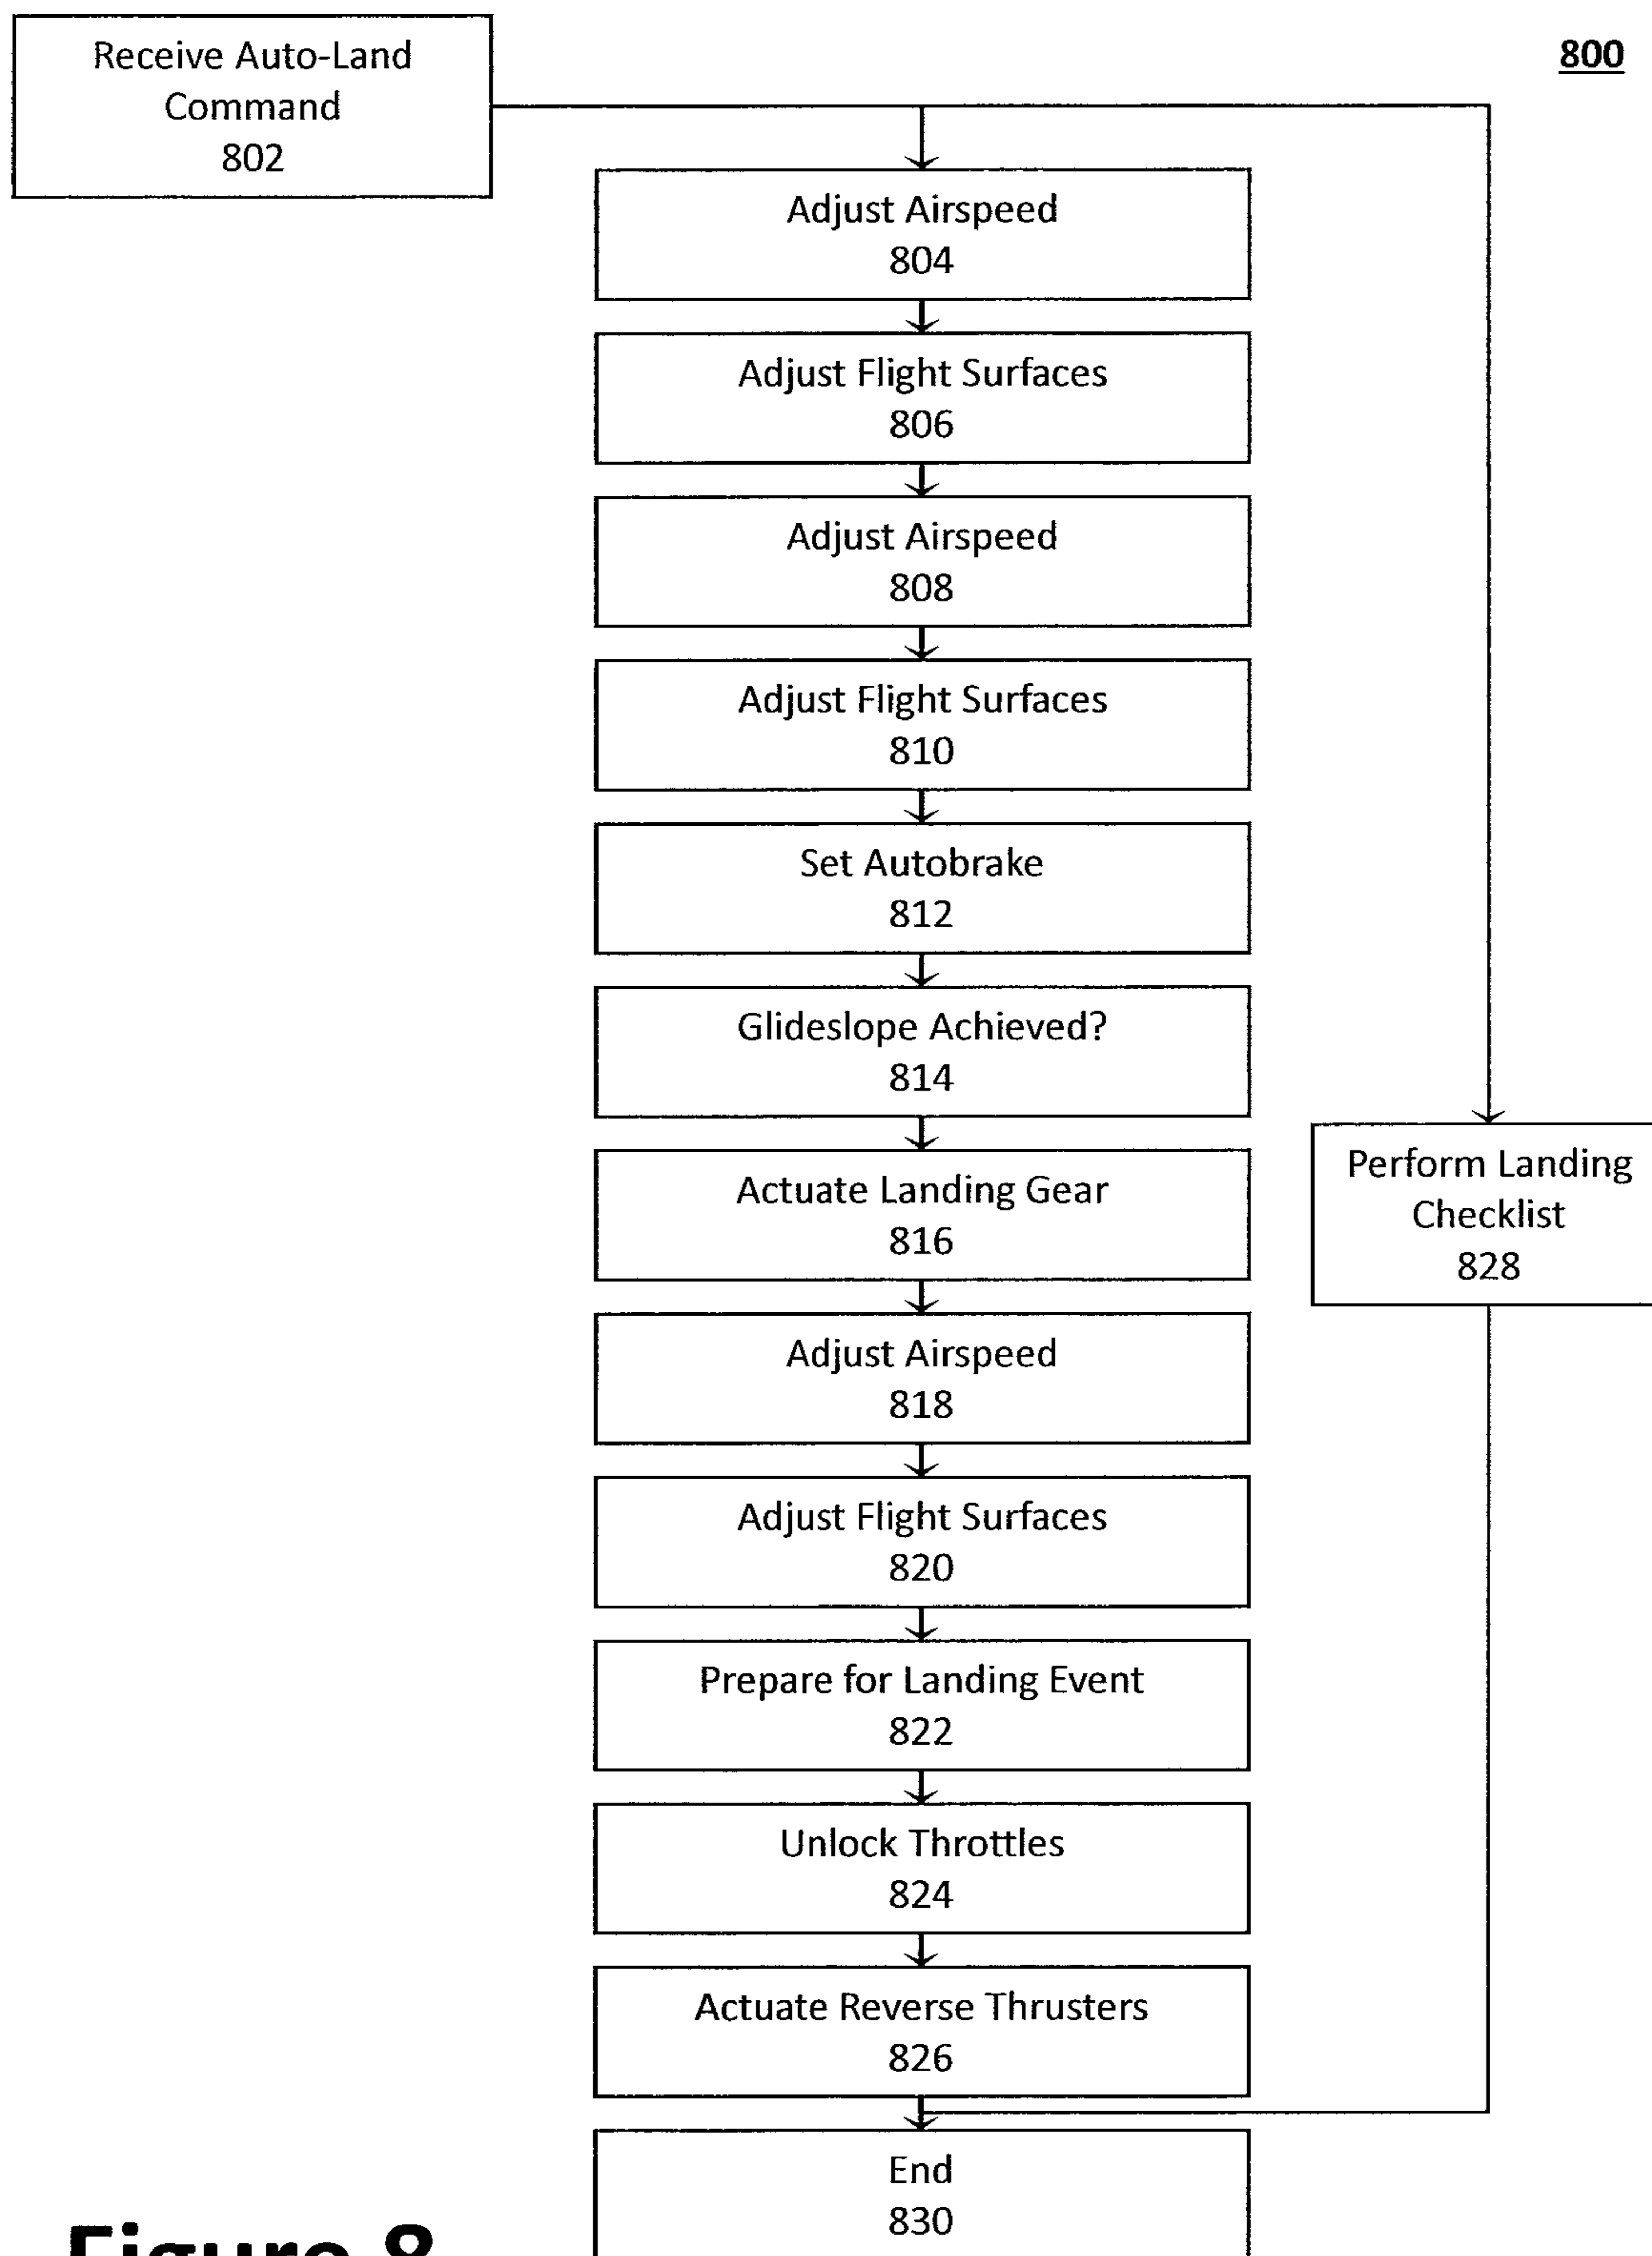 Receive Auto-Land
Command
802
800
Adjust Airspeed
804
Adjust Flight Surfaces
806
Adjust Airspeed
808
Adjust Flight Surfaces
810
Set Autobrake
812
Glideslope Achieved?
814
Actuate Landing Gear
816
Perform Landing
Checklist
828
Adjust Airspeed
818
Adjust Flight Surfaces
820
Prepare for Landing Event
822
Unlock Throttles
824
Actuate Reverse Thrusters
826
End
830
Figure 8